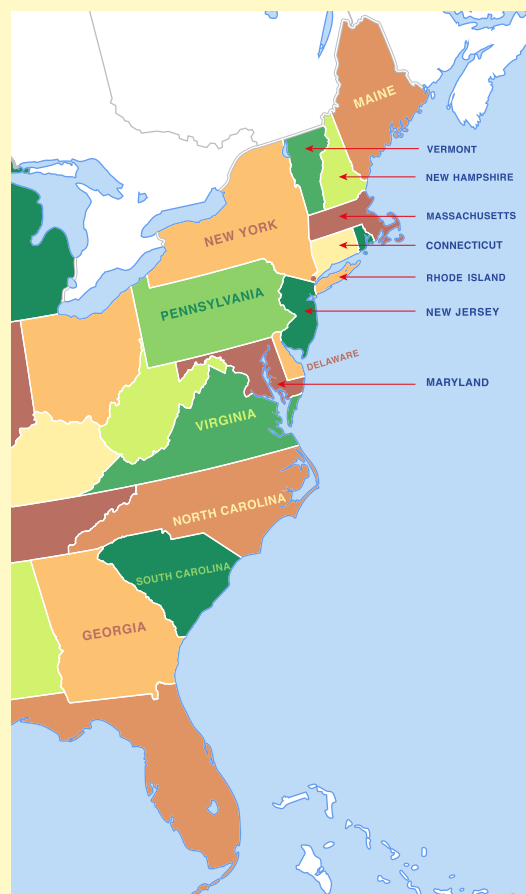 MAINE
VERMONT
NEW HAMPSHIRE
MASSACHUSETTS
NEW YORK
CONNECTICUT
RHODE ISLAND
PENNSYLVANIA
NEW JERSEY
DELAWARE
MARYLAND
VIRGINIA
NORTH CAROLINA
SOUTH CAROLINA
GEORGIA